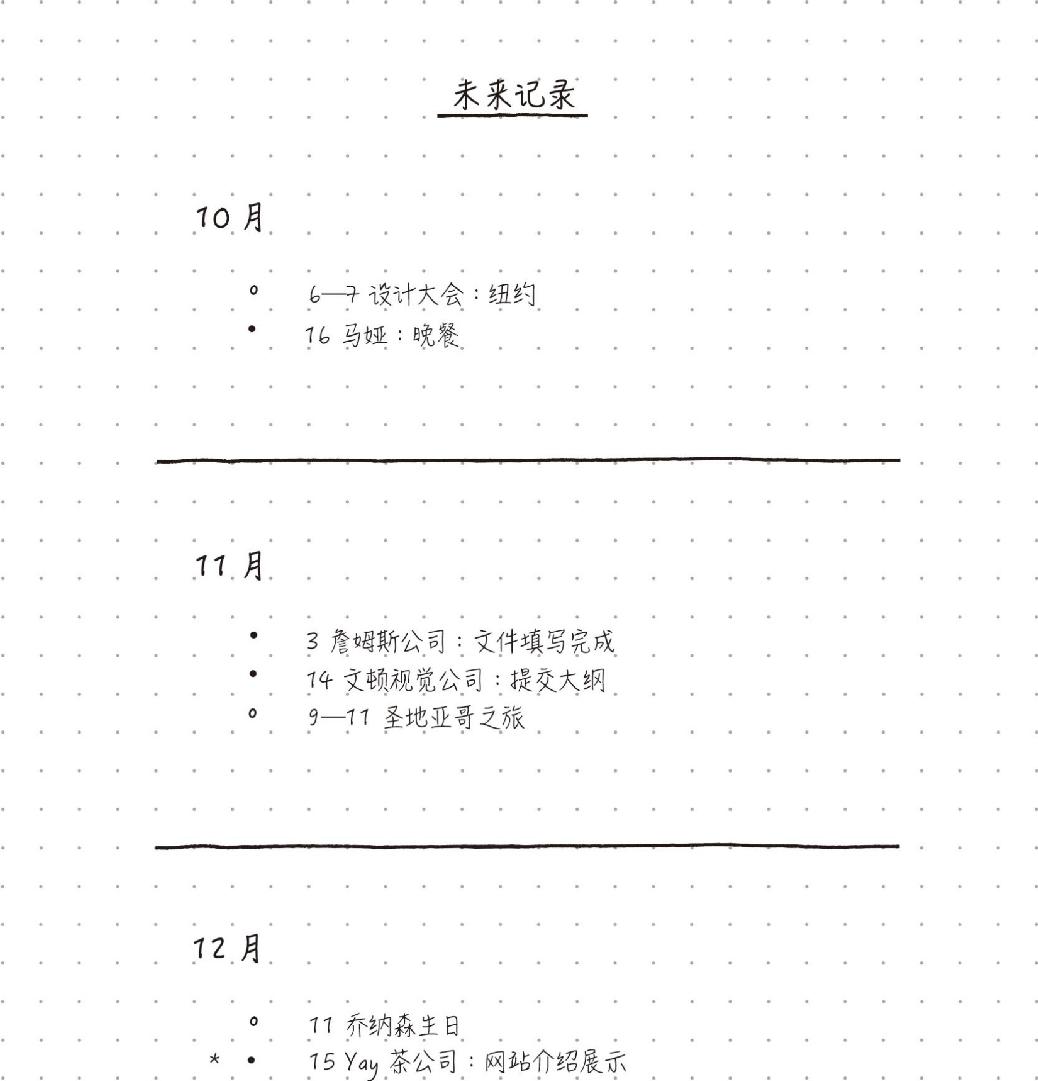 未来记录
10 月
6—7 设计大会：纽约
16 马娅：晚餐
11 月
3 詹姆斯公司：文件填写完成
14 文顿视觉公司：提交大纲
9—11 圣地亚哥之旅
12 月
11 乔纳森生日
* 15 Yay 茶公司：网站介绍展示